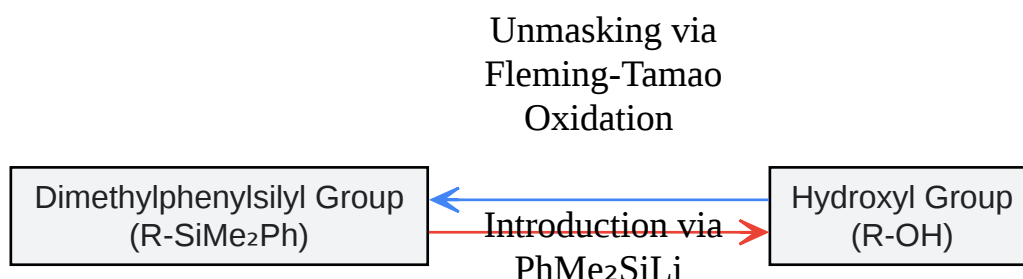 Unmasking via
Fleming-Tamao
Oxidation
Dimethylphenylsilyl Group
(R-SiMe₂Ph)
Introduction via
PhMe₂SiLi
Hydroxyl Group
(R-OH)